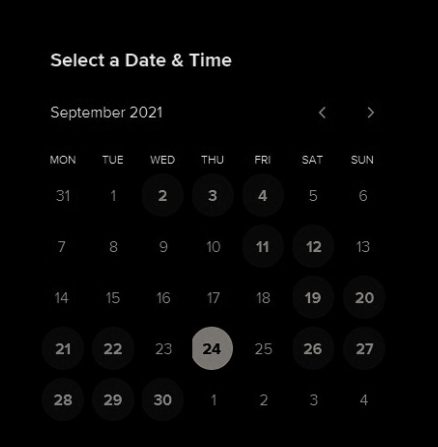 Select a Date & Time
September 2021
MON TUE WED THU FRI SAT SUN
31 1 2 3 4 5 6
7 8 9 10 11 12 13
14 15 16 17 18 19 20
21 22 23 24 25 26 27
28 29 30 1 2 3 4